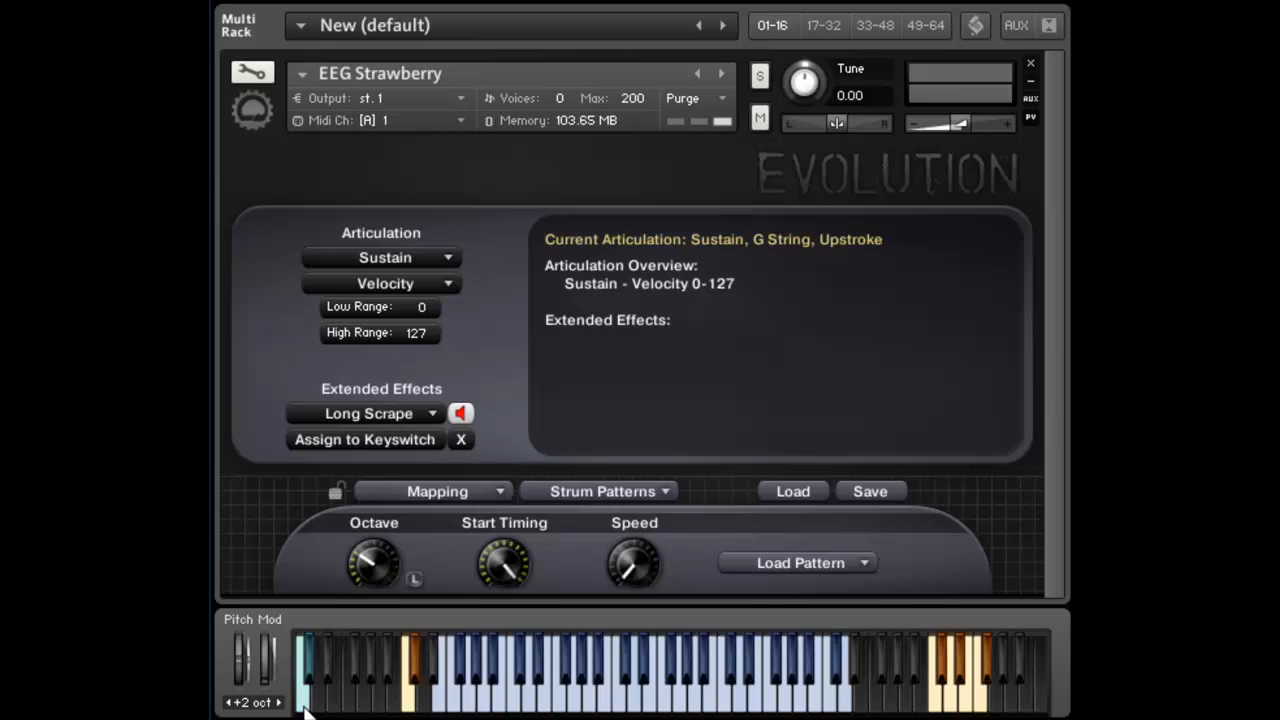 Multi Rack
New (default)
01-16 17-32 33-48 49-64
AUX
EEG Strawberry
Output: st. 1
Voices: 0 Max: 200
Purge
Midi Ch: [A] 1
Memory: 103.65 MB
S
M
Tune
0.00
L R
- +
AUX
PV
EVOLUTION
Articulation
Sustain
Velocity
Low Range: 0
High Range: 127
Extended Effects
Long Scrape
Assign to Keyswitch X
Current Articulation: Sustain, G String, Upstroke
Articulation Overview:
Sustain - Velocity 0-127
Extended Effects:
Mapping
Strum Patterns
Load
Save
Octave
Start Timing
Speed
L
Load Pattern
Pitch Mod
+2 oct